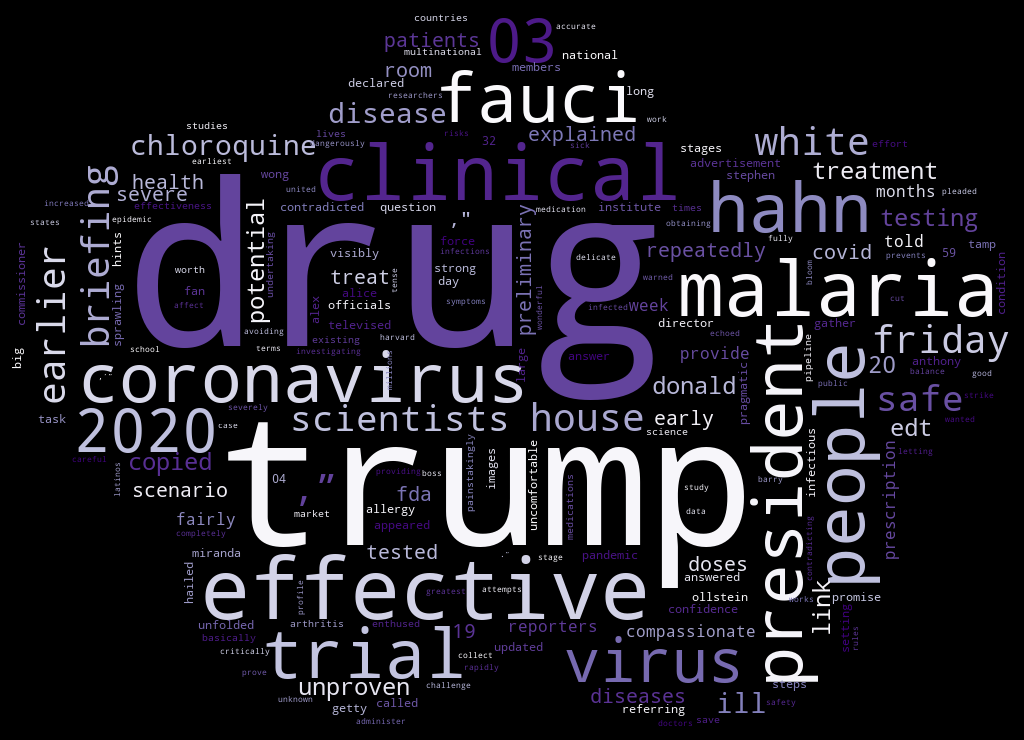 countries
accurate
03
patients
multinational
national
room
members
declared
fauci
long
researchers
disease
work
studies
lives
risks
32
explained
white
chloroquine
dangerously
sick
stages
effort
earliest
clinical
advertisement
treatment
wong
stephen
health
united
hahn
months
pleaded
severe
increased
effectiveness
contradicted
question
,"
medication
institute
times
testing
states
epidemic
briefing
drug
potential
force
preliminary
obtaining
told
tamp
hints
undertaking
visibly
infections
delicate
repeatedly
fully
covid
59
prevents
commissioner
earlier
sprawling
worth
fan
affect
treat
tense
strong
day
wonderful
warned
bloom
malaria
condition
alice
officials
symptoms
infected
week
cut
avoiding
alex
televised
director
echoed
gather
friday
school
terms
existing
harvard
big
investigating
large
answer
provide
pipeline
anthony
balance
good
coronavirus
donald
pragmatic
president
people
public
20
safe
strike
task
2020
severely
case
scientists
house
early
science
wanted
edt
careful
copied
latinos
painstakingly
images
uncomfortable
barry
infectious
letting
providing
boss
trump
scenario
04
,”
fda
study
prescription
market
allergy
medications
data
fairly
appeared
completely
contradicting
miranda
tested
stage
pandemic
doses
answered
hailed
profile
effective
greatest
attempts
ollstein
works
link
promise
confidence
unfolded
arthritis
enthused
19
reporters
compassionate
setting
rules
basically
critically
trial
updated
collect
rapidly
virus
prove
unproven
challenge
steps
unknown
called
diseases
ill
safety
getty
referring
administer
doctors
save